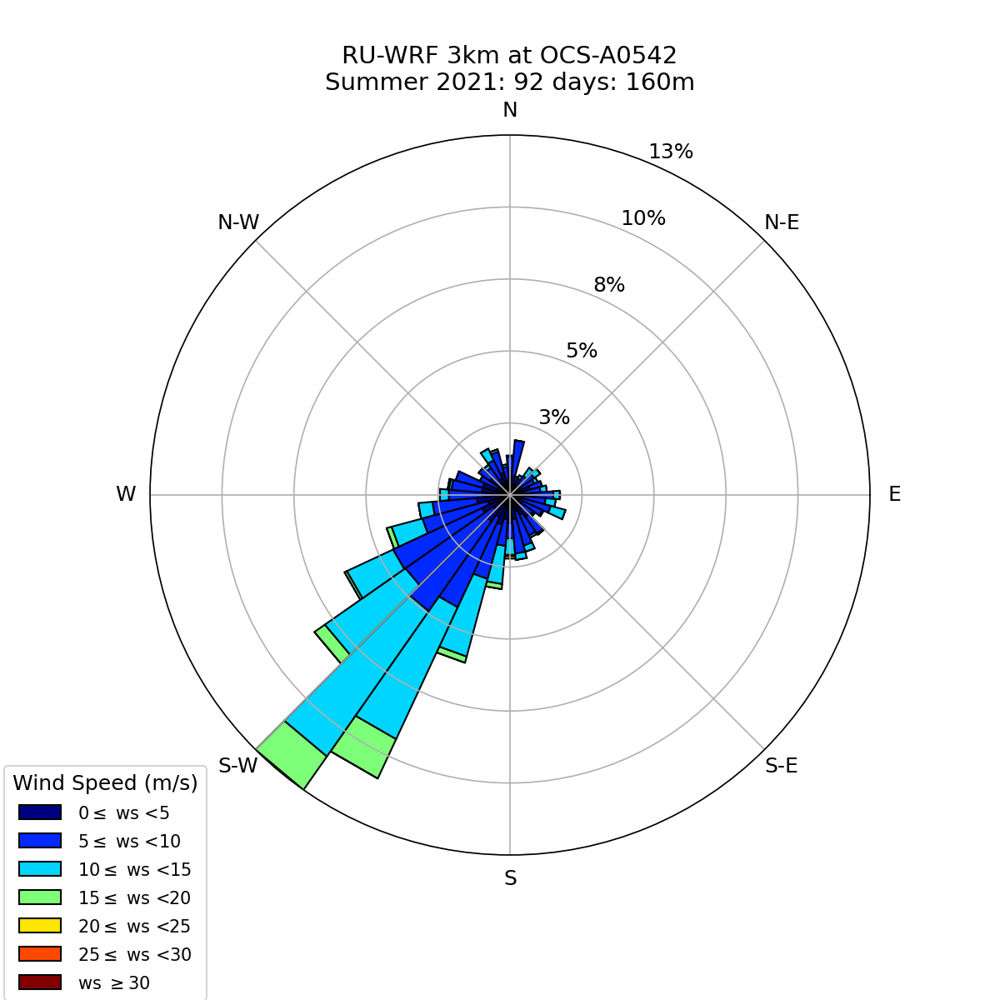 RU-WRF 3km at OCS-A0542
Summer 2021: 92 days: 160m
N
13%
N-W
10%
N-E
8%
5%
3%
W
E
S-W
S-E
S
Wind Speed (m/s)
0≤ ws <5
5≤ ws <10
10≤ ws <15
15≤ ws <20
20≤ ws <25
25≤ ws <30
ws ≥30